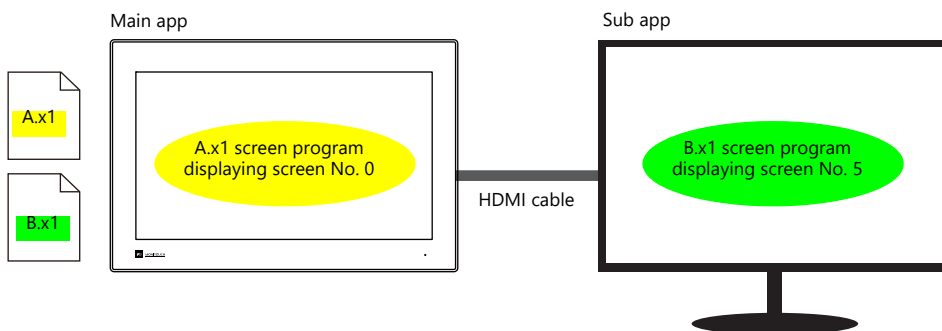 Main app
Sub app
A.x1
A.x1 screen program
displaying screen No. 0
B.x1 screen program
displaying screen No. 5
HDMI cable
B.x1